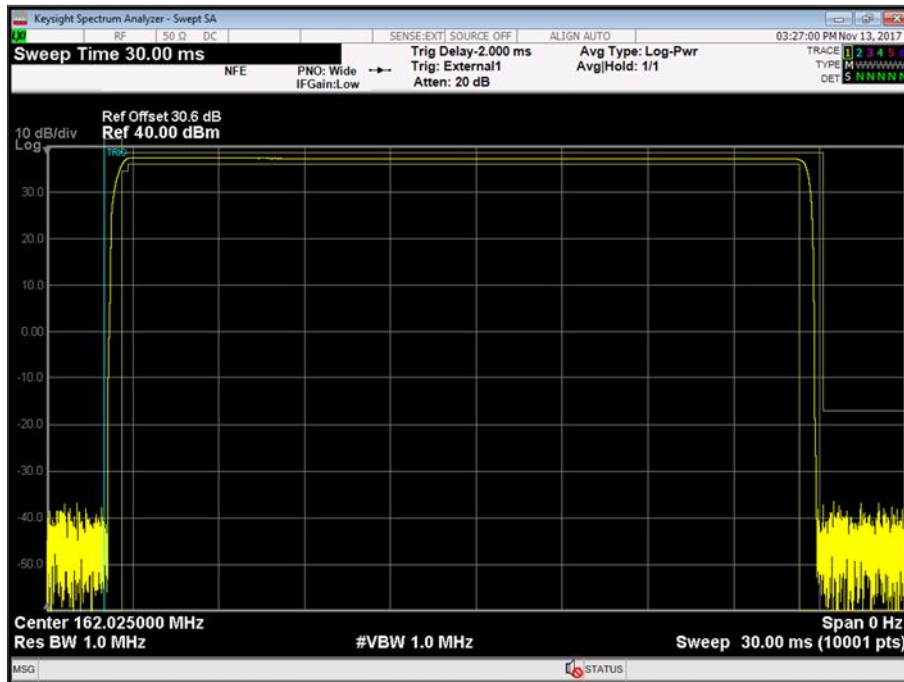 Keysight Spectrum Analyzer - Swept SA
RF 50 Ω DC SENSE:EXT SOURCE OFF ALIGN AUTO 03:27:00 PM Nov 13, 2017
Sweep Time 30.00 ms
NFE
PNO: Wide
IFGain:Low
Trig Delay-2.000 ms
Trig: External1
Atten: 20 dB
Avg Type: Log-Pwr
Avg|Hold: 1/1
TRACE 1 2 3 4 5
TYPE M
DET S N N N N
10 dB/div
Log
Ref Offset 30.6 dB
Ref 40.00 dBm
30.0
20.0
10.0
0.00
-10.0
-20.0
-30.0
-40.0
-50.0
Center 162.025000 MHz
Span 0 Hz
Res BW 1.0 MHz
#VBW 1.0 MHz
Sweep 30.00 ms (10001 pts)
MSG
STATUS